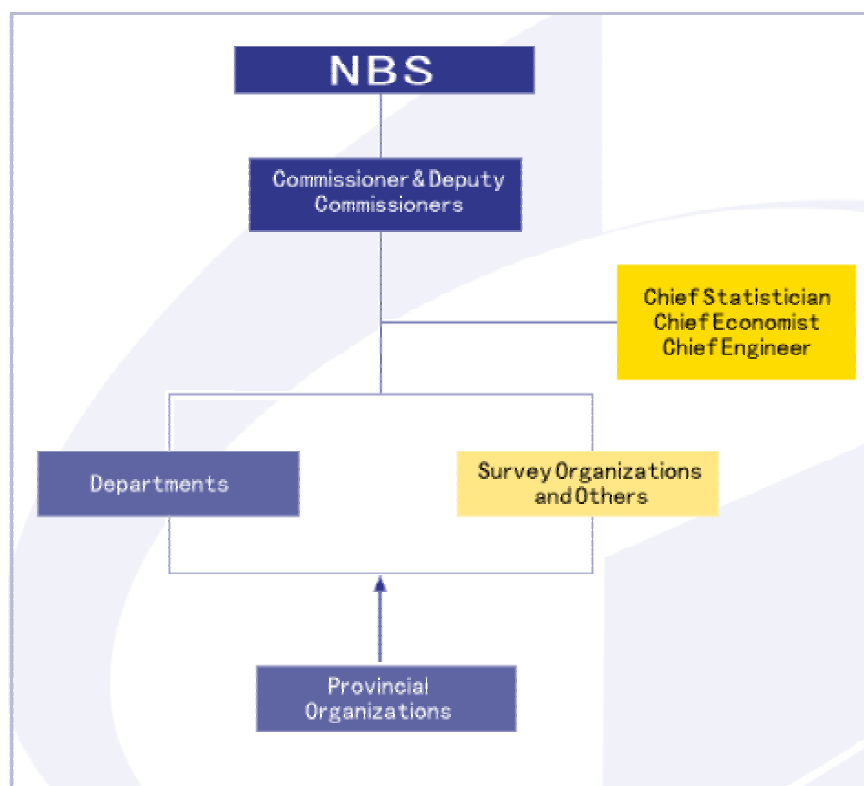 NBS
Commissioner & Deputy
Commissioners
Chief Statistician
Chief Economist
Chief Engineer
Departments
Survey Organizations
and Others
Provincial
Organizations